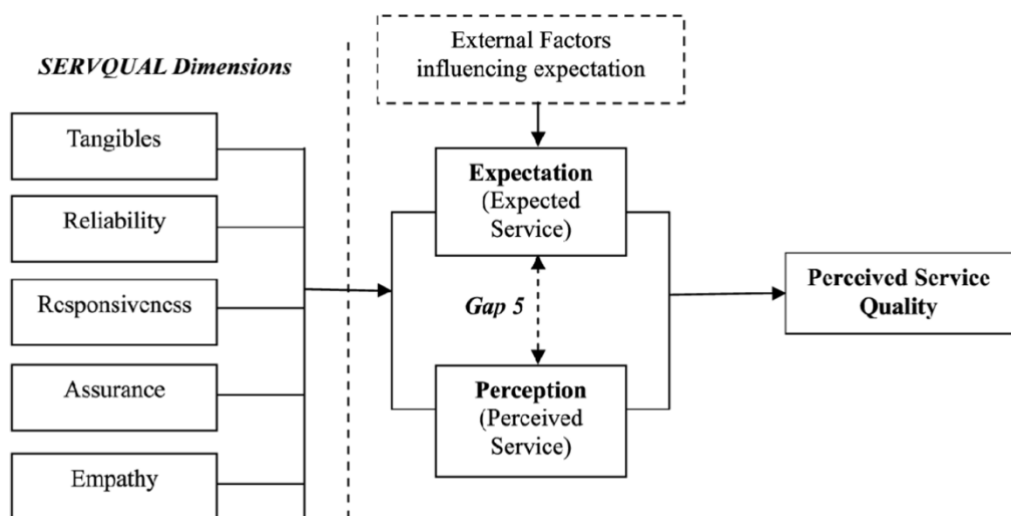 SERVQUAL Dimensions
Tangibles
Reliability
Responsiveness
Assurance
Empathy
External Factors
influencing expectation
Expectation
(Expected
Service)
Gap 5
Perception
(Perceived
Service)
Perceived Service
Quality